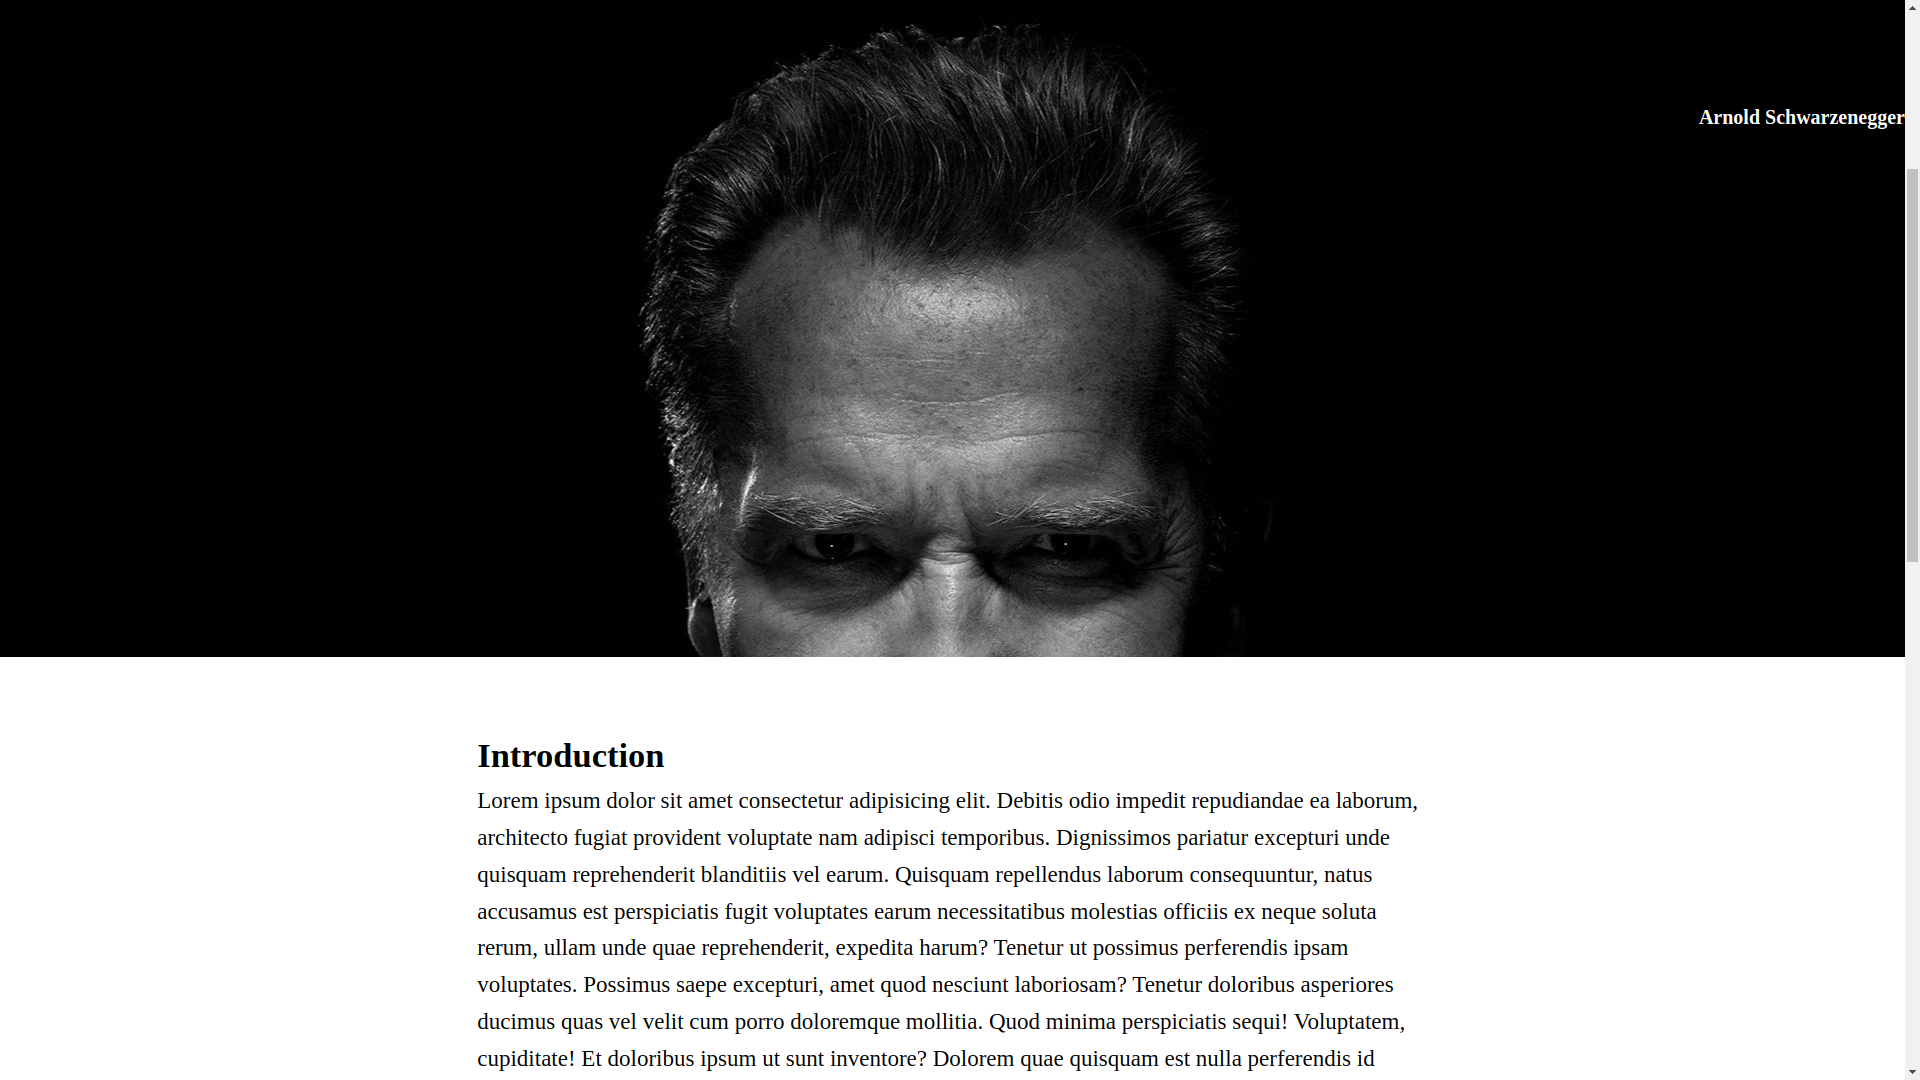 Arnold Schwarzenegger
Introduction
Lorem ipsum dolor sit amet consectetur adipisicing elit. Debitis odio impedit repudiandae ea laborum,
architecto fugiat provident voluptate nam adipisci temporibus. Dignissimos pariatur excepturi unde
quisquam reprehenderit blanditiis vel earum. Quisquam repellendus laborum consequuntur, natus
accusamus est perspiciatis fugit voluptates earum necessitatibus molestias officiis ex neque soluta
rerum, ullam unde quae reprehenderit, expedita harum? Tenetur ut possimus perferendis ipsam
voluptates. Possimus saepe excepturi, amet quod nesciunt laboriosam? Tenetur doloribus asperiores
ducimus quas vel velit cum porro doloremque mollitia. Quod minima perspiciatis sequi! Voluptatem,
cupiditate! Et doloribus ipsum ut sunt inventore? Dolorem quae quisquam est nulla perferendis id